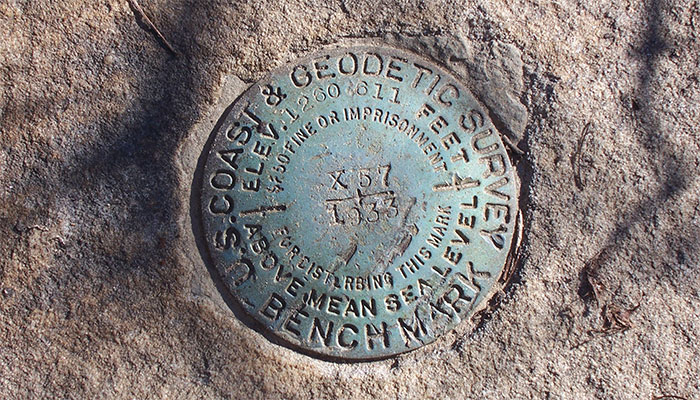 U.S. COAST & GEODETIC SURVEY
ELEV. 1260 611 FEET
$250 FINE OR IMPRISONMENT
X 57
1933
FOR DISTURBING THIS MARK
ABOVE MEAN SEA LEVEL
BENCH MARK